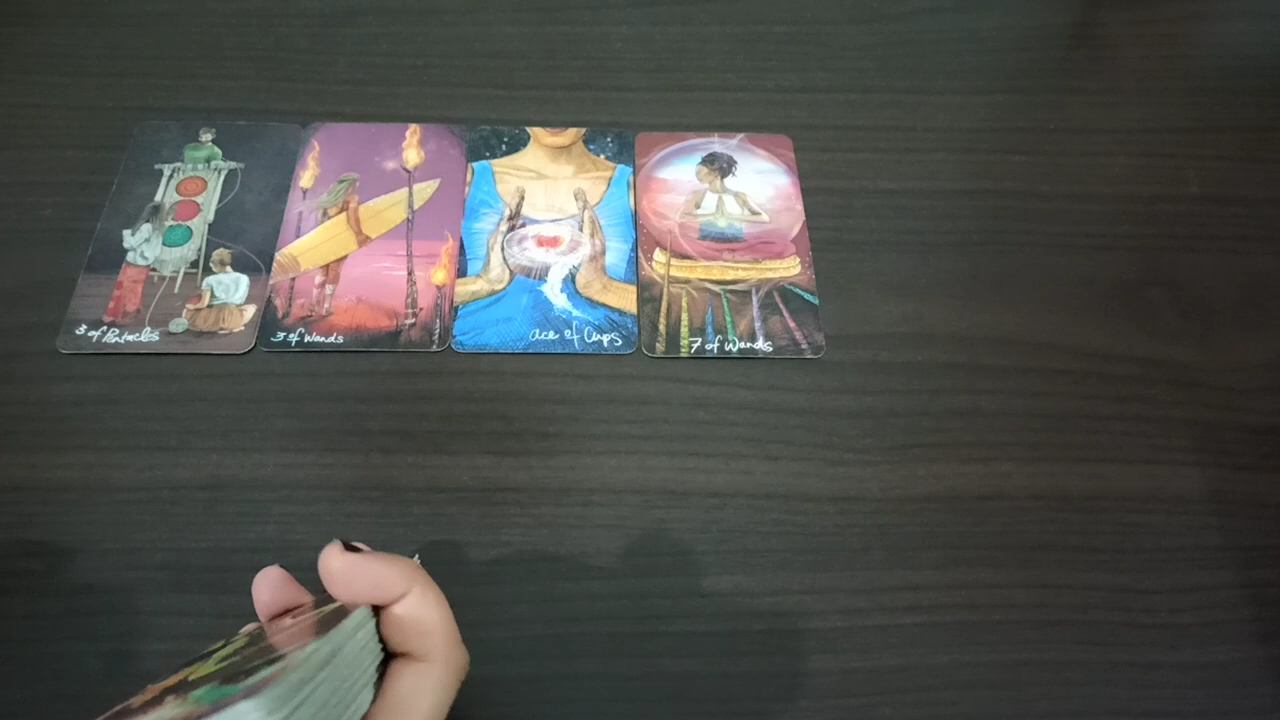 3 of Pentacles
3 of Wands
ace of Cups
7 of Wands